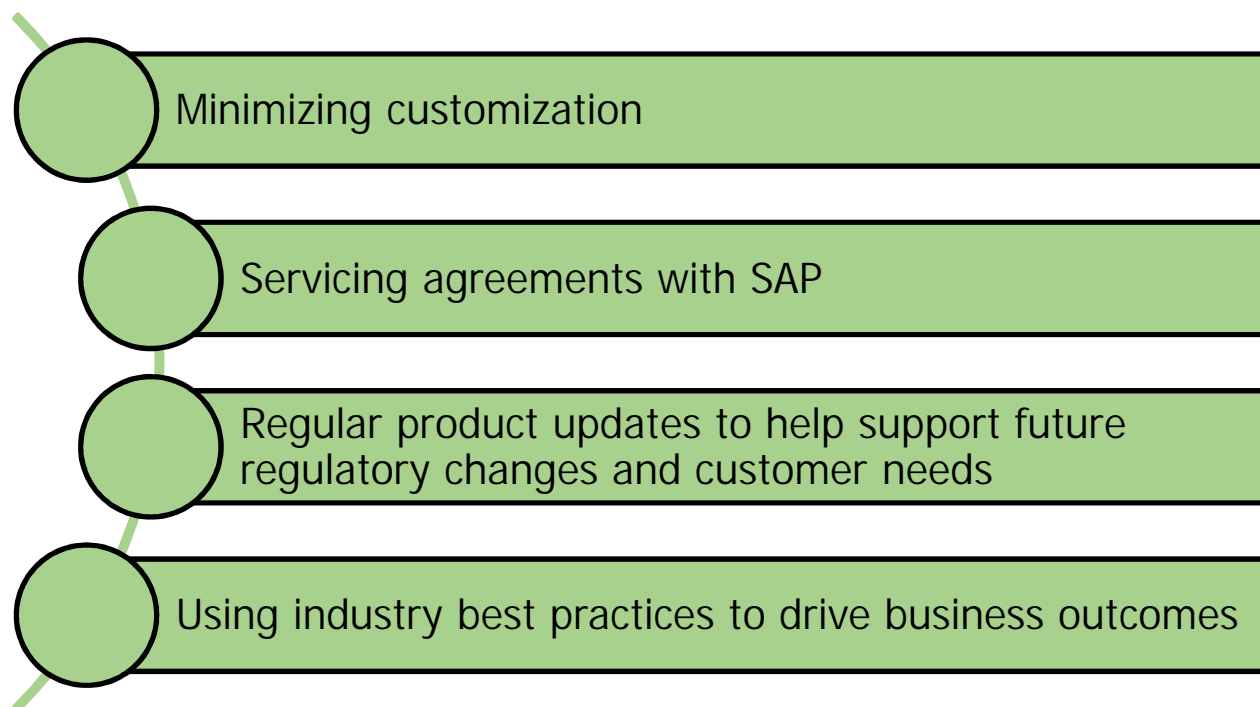 Minimizing customization
Servicing agreements with SAP
Regular product updates to help support future
regulatory changes and customer needs
Using industry best practices to drive business outcomes